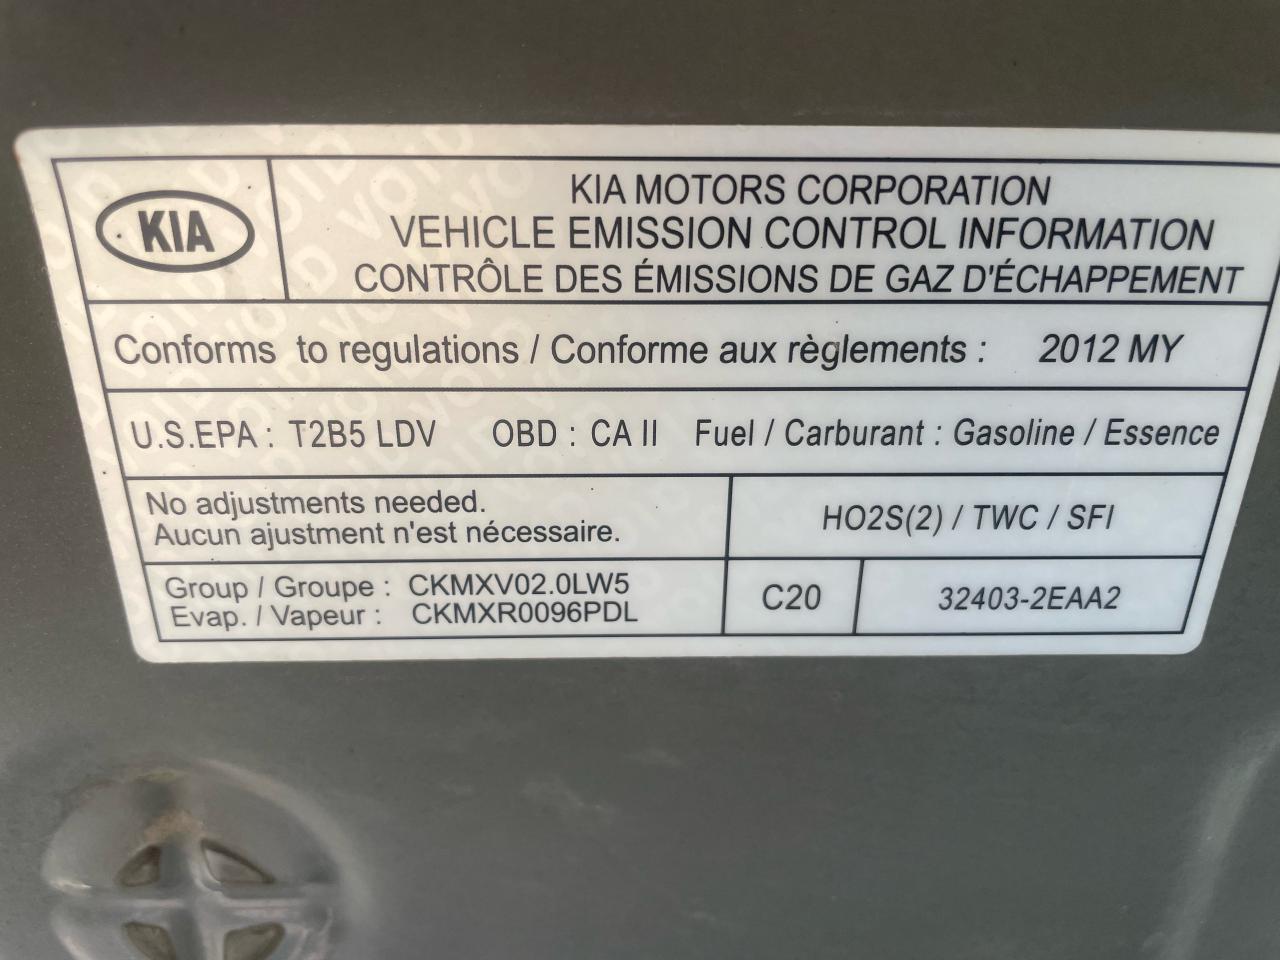 KIA
KIA MOTORS CORPORATION
VEHICLE EMISSION CONTROL INFORMATION
CONTRÔLE DES ÉMISSIONS DE GAZ D'ÉCHAPPEMENT
Conforms to regulations / Conforme aux règlements : 2012 MY
U.S.EPA : T2B5 LDV OBD : CA II Fuel / Carburant : Gasoline / Essence
No adjustments needed.
Aucun ajustment n'est nécessaire.
HO2S(2) / TWC / SFI
Group / Groupe : CKMXV02.0LW5
Evap. / Vapeur : CKMXR0096PDL
C20
32403-2EAA2